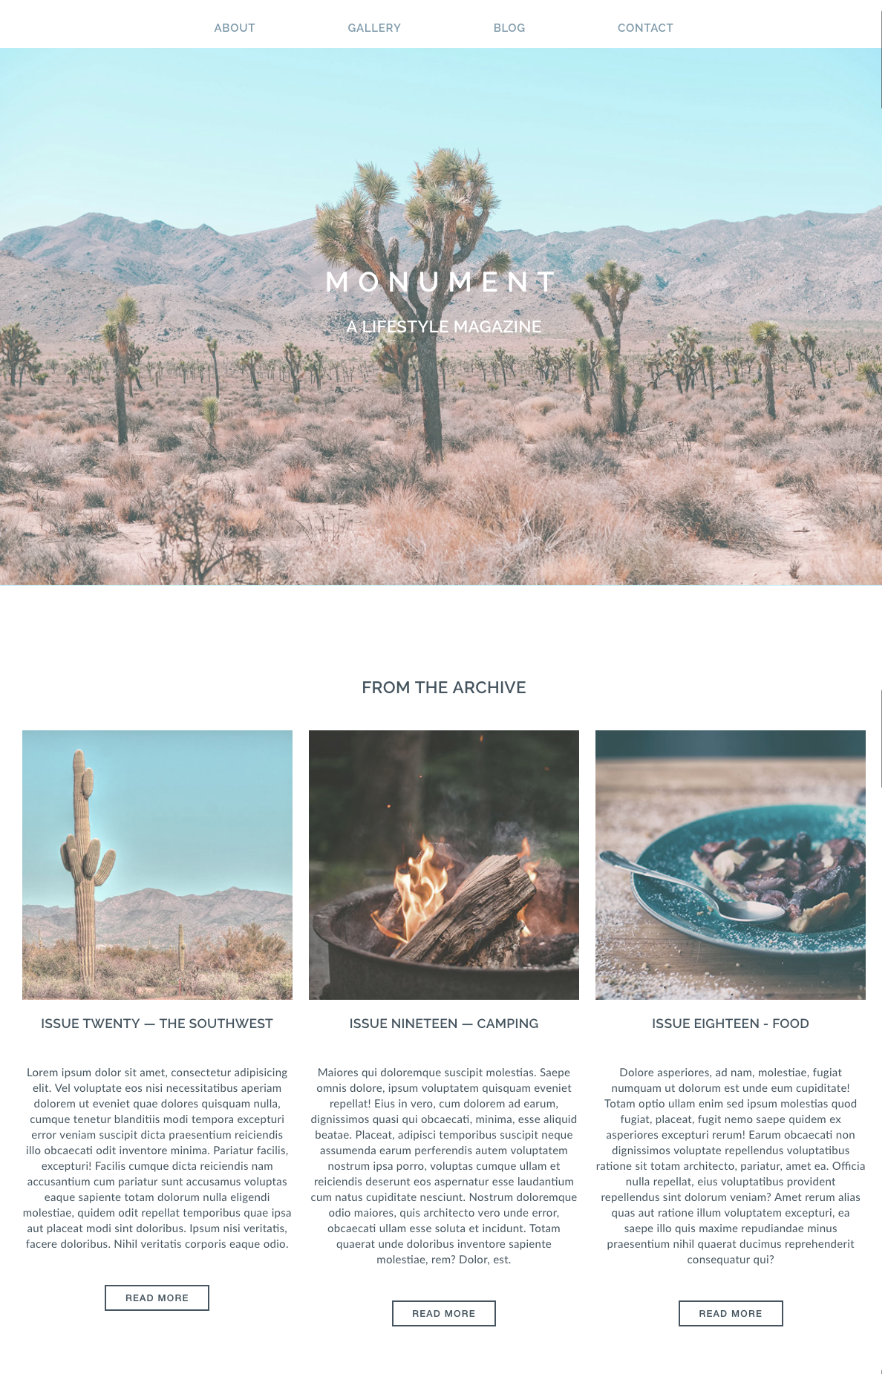 ABOUT GALLERY BLOG CONTACT
MONUMENT
A LIFESTYLE MAGAZINE
FROM THE ARCHIVE
ISSUE TWENTY — THE SOUTHWEST
Lorem ipsum dolor sit amet, consectetur adipisicing
elit. Vel voluptate eos nisi necessitatibus aperiam
dolorem ut eveniet quae dolores quisquam nulla,
cumque tenetur blanditiis modi tempora excepturi
error veniam suscipit dicta praesentium reiciendis
illo obcaecati odit inventore minima. Pariatur facilis,
excepturi! Facilis cumque dicta reiciendis nam
accusantium cum pariatur sunt accusamus voluptas
eaque sapiente totam dolorum nulla eligendi
molestiae, quidem odit repellat temporibus quae ipsa
aut placeat modi sint doloribus. Ipsum nisi veritatis,
facere doloribus. Nihil veritatis corporis eaque odio.
READ MORE
ISSUE NINETEEN — CAMPING
Maiores qui doloremque suscipit molestias. Saepe
omnis dolore, ipsum voluptatem quisquam eveniet
repellat! Eius in vero, cum dolorem ad earum,
dignissimos quasi qui obcaecati, minima, esse aliquid
beatae. Placeat, adipisci temporibus suscipit neque
assumenda earum perferendis autem voluptatem
nostrum ipsa porro, voluptas cumque ullam et
reiciendis deserunt eos aspernatur esse laudantium
cum natus cupiditate nesciunt. Nostrum doloremque
odio maiores, quis architecto vero unde error,
obcaecati ullam esse soluta et incidunt. Totam
quaerat unde doloribus inventore sapiente
molestiae, rem? Dolor, est.
READ MORE
ISSUE EIGHTEEN - FOOD
Dolore asperiores, ad nam, molestiae, fugiat
numquam ut dolorum est unde eum cupiditate!
Totam optio ullam enim sed ipsum molestias quod
fugiat, placeat, fugit nemo saepe quidem ex
asperiores excepturi rerum! Earum obcaecati non
dignissimos voluptate repellendus voluptatibus
ratione sit totam architecto, pariatur, amet ea. Officia
nulla repellat, eius voluptatibus provident
repellendus sint dolorum veniam? Amet rerum alias
quas aut ratione illum voluptatem excepturi, ea
saepe illo quis maxime repudiandae minus
praesentium nihil quaerat ducimus reprehenderit
consequatur qui?
READ MORE